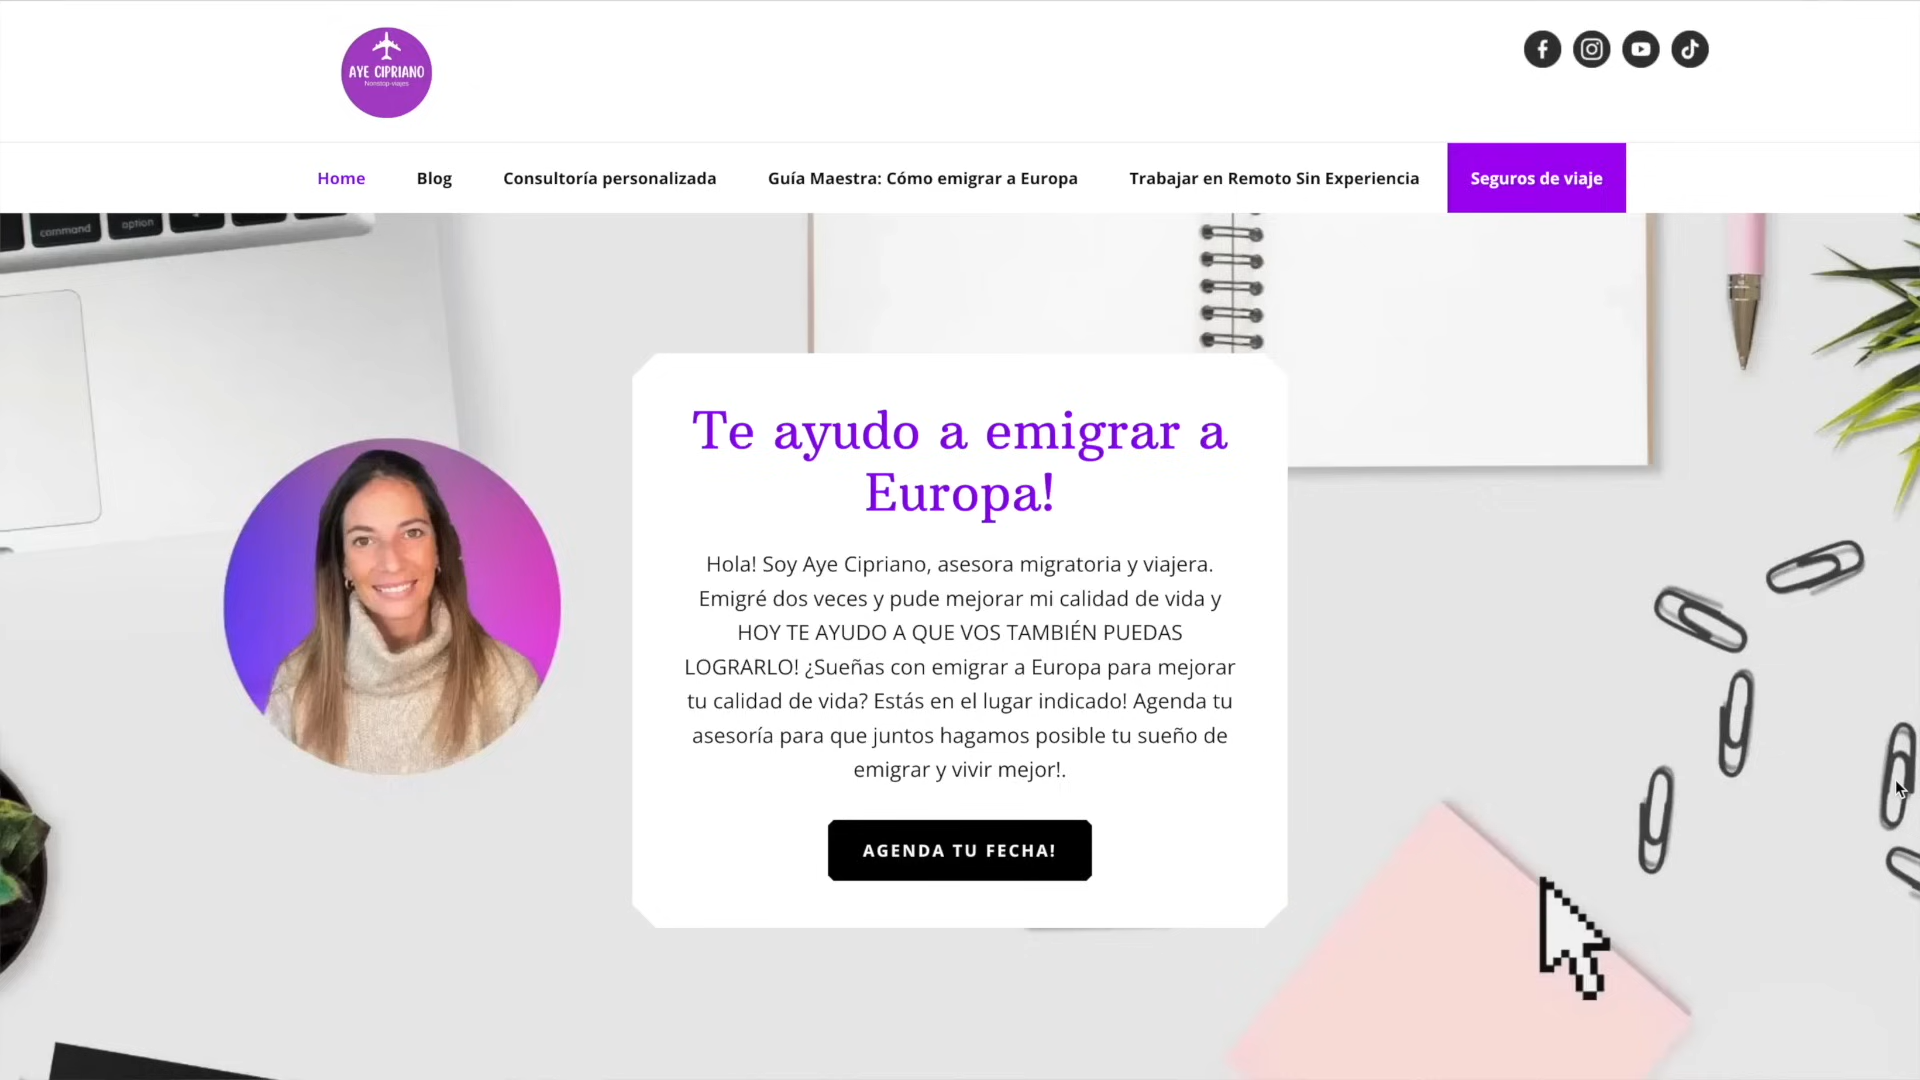 AYE CIPRIANO
Nonstop-viajes
Home
Blog
Consultoría personalizada
Guía Maestra: Cómo emigrar a Europa
Trabajar en Remoto Sin Experiencia
Seguros de viaje
command
option
Te ayudo a emigrar a
Europa!
Hola! Soy Aye Cipriano, asesora migratoria y viajera.
Emigré dos veces y pude mejorar mi calidad de vida y
HOY TE AYUDO A QUE VOS TAMBIÉN PUEDAS
LOGRARLO! ¿Sueñas con emigrar a Europa para mejorar
tu calidad de vida? Estás en el lugar indicado! Agenda tu
asesoría para que juntos hagamos posible tu sueño de
emigrar y vivir mejor!.
AGENDA TU FECHA!